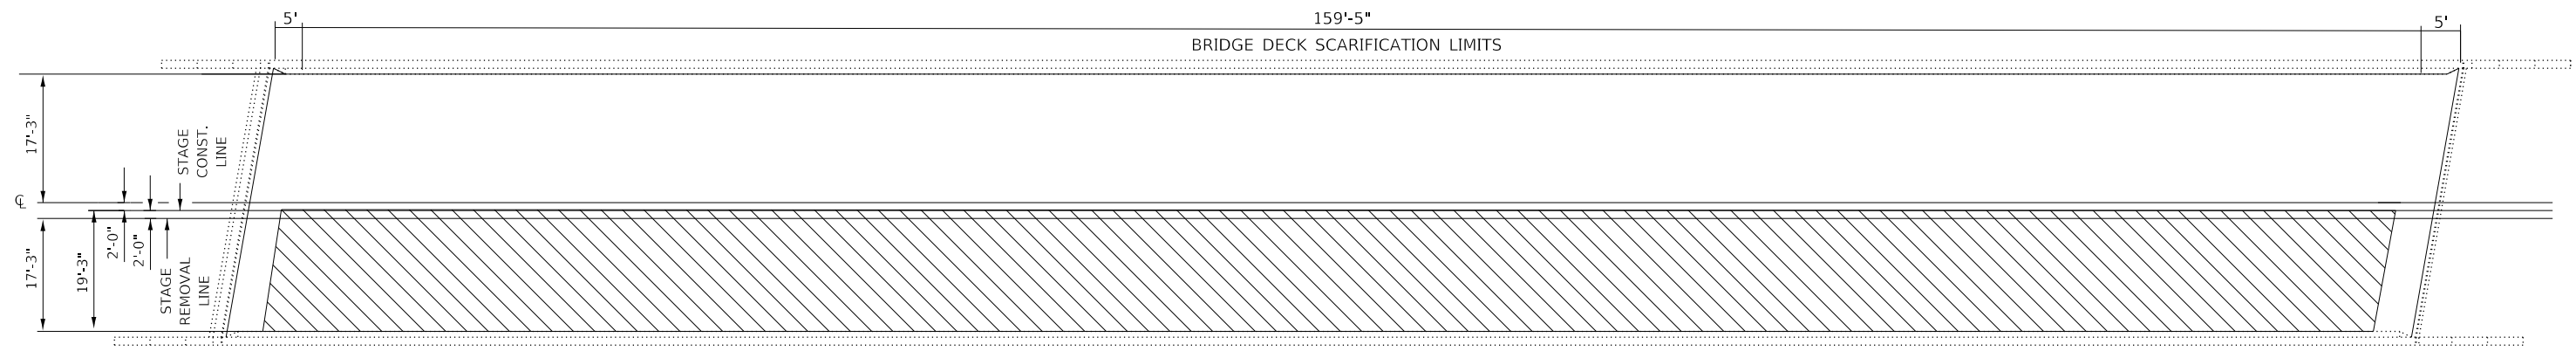 5'
159'-5"
5'
BRIDGE DECK SCARIFICATION LIMITS
17'-3"
STAGE
CONST.
LINE
℄
2'-0"
2'-0"
17'-3"
19'-3"
STAGE
REMOVAL
LINE